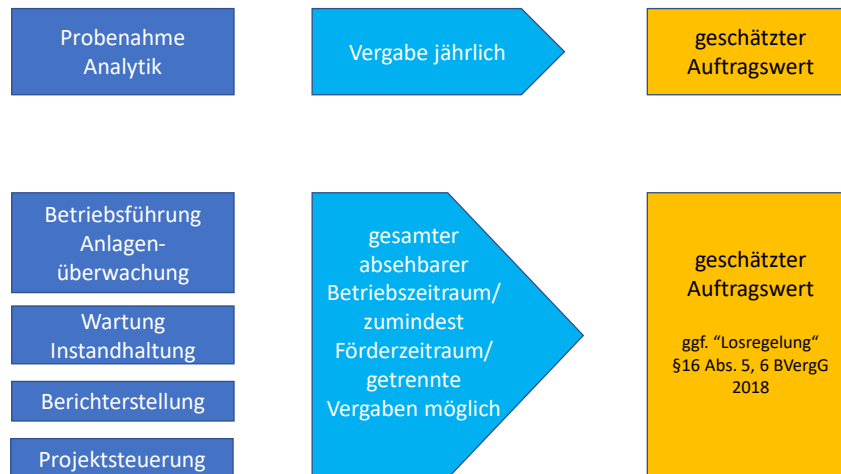 Probenahme
Analytik
Vergabe jährlich
geschätzter
Auftragswert
Betriebsführung
Anlagen-
überwachung
Wartung
Instandhaltung
Berichterstellung
Projektsteuerung
gesamter
absehbarer
Betriebszeitraum/
zumindest
Förderzeitraum/
getrennte
Vergaben möglich
geschätzter
Auftragswert
ggf. “Losregelung“
§16 Abs. 5, 6 BVergG
2018